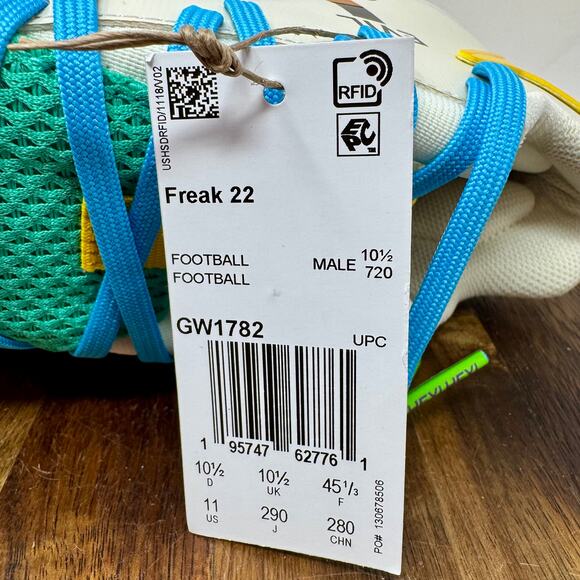 USHSDRFID/1118/V02
RFID
EPC
Freak 22
FOOTBALL
FOOTBALL
MALE 10½
720
GW1782
UPC
1 95747 62776 1
10½ D
10½ UK
45⅓ F
11 US
290 J
280 CHN
PO# 130678506